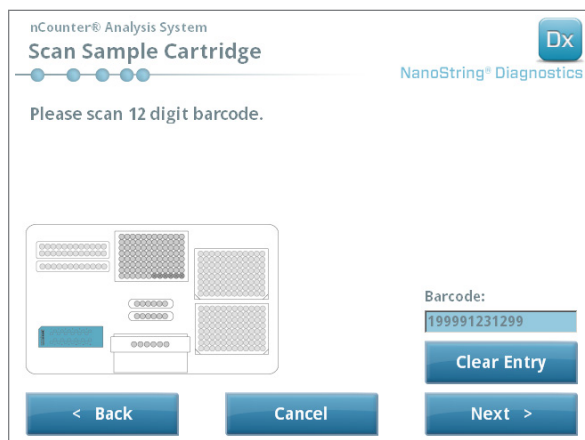 nCounter® Analysis System
Scan Sample Cartridge
Dx
NanoString® Diagnostics
Please scan 12 digit barcode.
Barcode:
199991231299
Clear Entry
< Back
Cancel
Next >